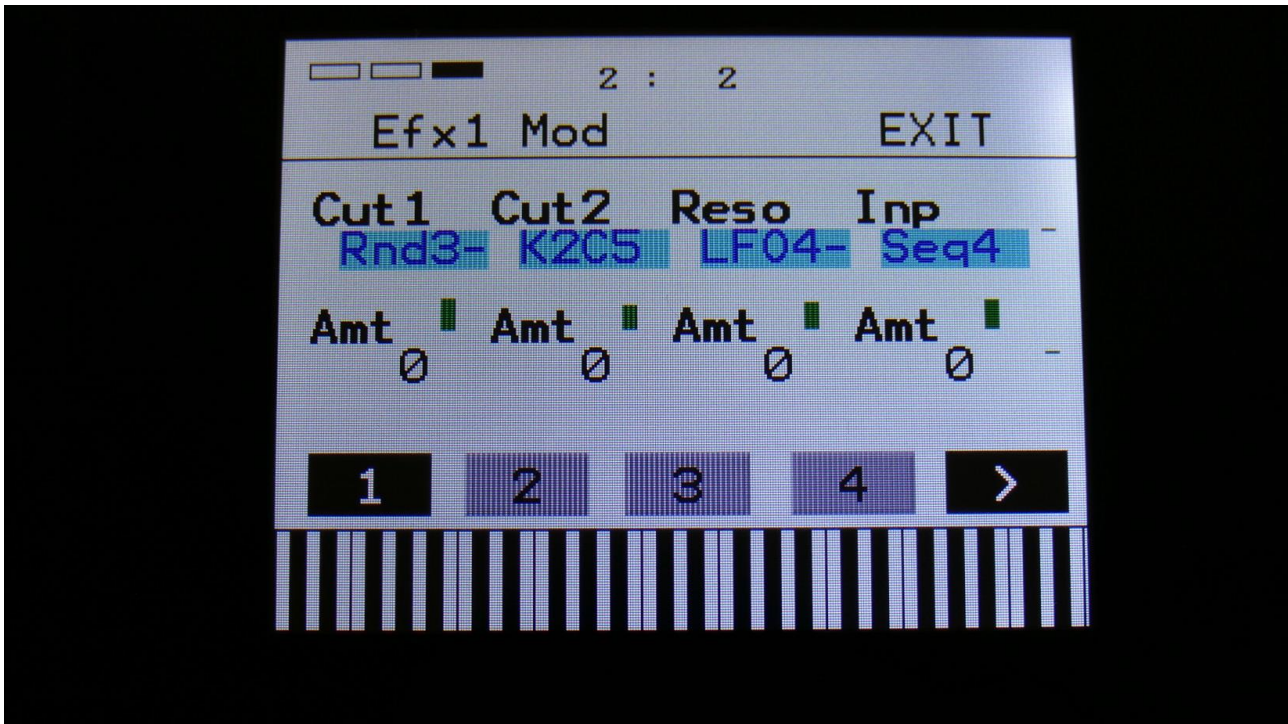 2 : 2
Efx1 Mod EXIT
Cut1 Cut2 Reso Inp
Rnd3- K2C5 LFO4- Seq4
Amt Amt Amt Amt
0 0 0 0
1 2 3 4 >